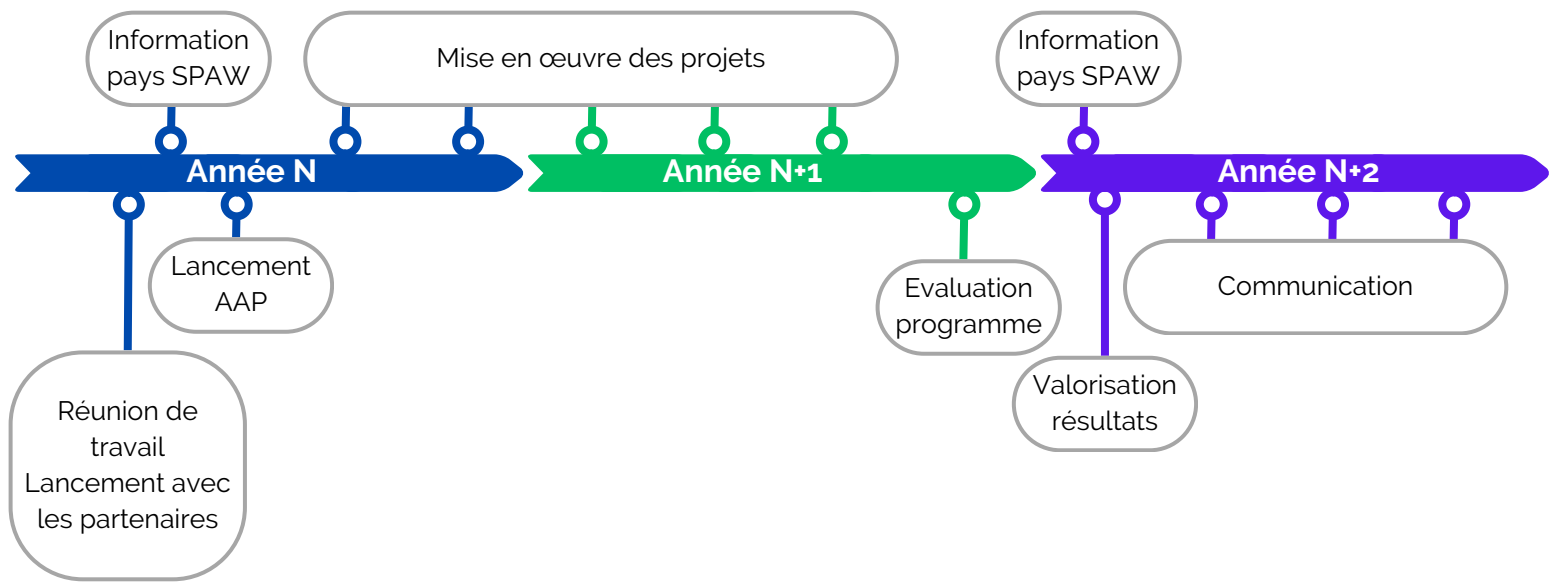 Information
pays SPAW
Mise en œuvre des projets
Information
pays SPAW
Année N
Année N+1
Année N+2
Lancement
AAP
Evaluation
programme
Communication
Réunion de
travail
Lancement avec
les partenaires
Valorisation
résultats